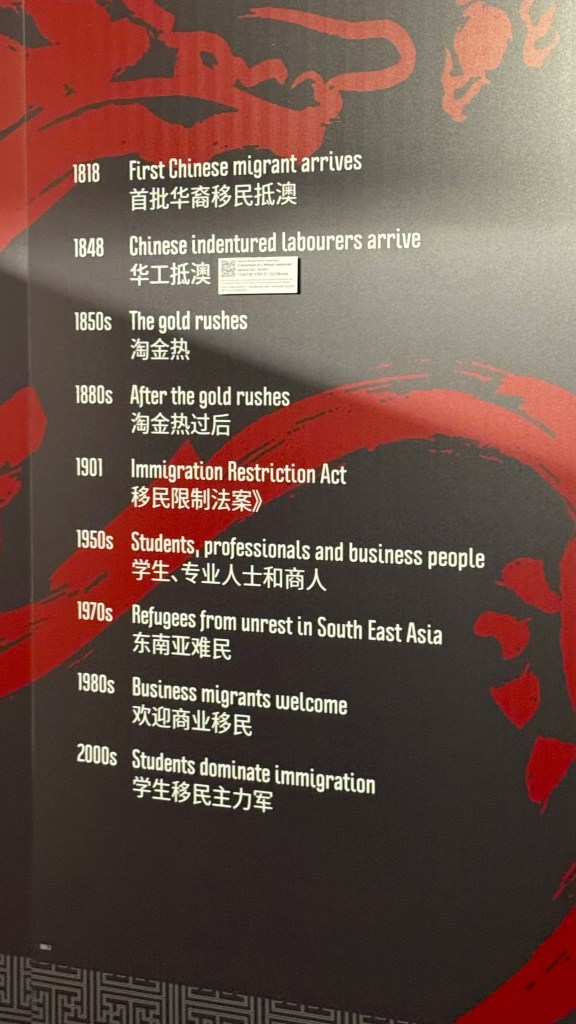 1818 First Chinese migrant arrives
首批华裔移民抵澳
1848 Chinese indentured labourers arrive
华工抵澳
1850s The gold rushes
淘金热
1880s After the gold rushes
淘金热过后
1901 Immigration Restriction Act
移民限制法案》
1950s Students, professionals and business people
学生、专业人士和商人
1970s Refugees from unrest in South East Asia
东南亚难民
1980s Business migrants welcome
欢迎商业移民
2000s Students dominate immigration
学生移民主力军